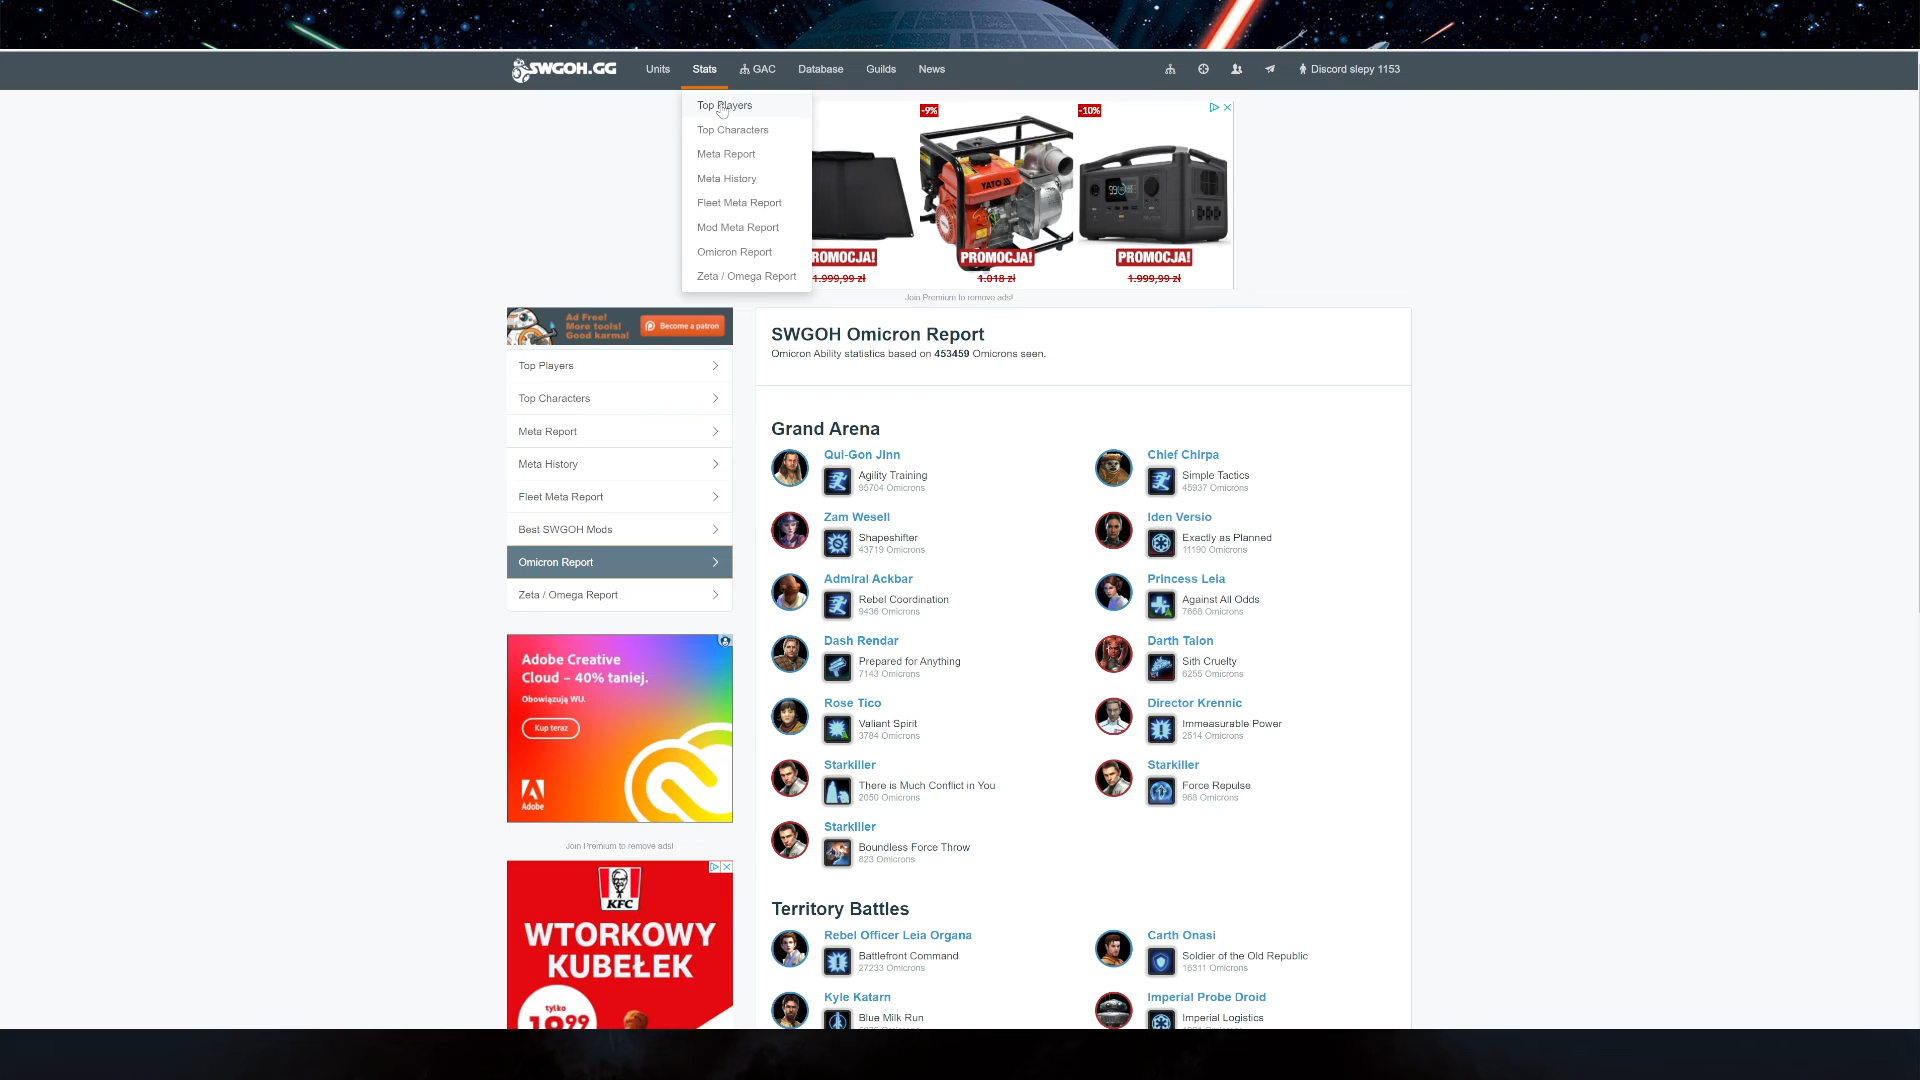 SWGOH.GG
Units
Stats
GAC
Database
Guilds
News
Discord slepy 1153
Top Players
Top Characters
Meta Report
Meta History
Fleet Meta Report
Mod Meta Report
Omicron Report
Zeta / Omega Report
-9%
-10%
YATO
ROMOCJA!
PROMOCJA!
PROMOCJA!
1.999,99 zł
1.018 zł
1.999,99 zł
Join Premium to remove ads!
Ad Free!
More tools!
Good karma!
Become a patron
Top Players
Top Characters
Meta Report
Meta History
Fleet Meta Report
Best SWGOH Mods
Omicron Report
Zeta / Omega Report
Adobe Creative
Cloud – 40% taniej.
Obowiązują WU.
Kup teraz
Adobe
Join Premium to remove ads!
KFC
WTORKOWY
KUBEŁEK
tylko
SWGOH Omicron Report
Omicron Ability statistics based on 453459 Omicrons seen.
Grand Arena
Qui-Gon Jinn
Agility Training
95704 Omicrons
Chief Chirpa
Simple Tactics
45937 Omicrons
Zam Wesell
Shapeshifter
43719 Omicrons
Iden Versio
Exactly as Planned
11190 Omicrons
Admiral Ackbar
Rebel Coordination
9436 Omicrons
Princess Leia
Against All Odds
7668 Omicrons
Dash Rendar
Prepared for Anything
7143 Omicrons
Darth Talon
Sith Cruelty
6255 Omicrons
Rose Tico
Valiant Spirit
3784 Omicrons
Director Krennic
Immeasurable Power
2514 Omicrons
Starkiller
There is Much Conflict in You
2050 Omicrons
Starkiller
Force Repulse
968 Omicrons
Starkiller
Boundless Force Throw
823 Omicrons
Territory Battles
Rebel Officer Leia Organa
Battlefront Command
27233 Omicrons
Carth Onasi
Soldier of the Old Republic
16311 Omicrons
Kyle Katarn
Blue Milk Run
Imperial Probe Droid
Imperial Logistics